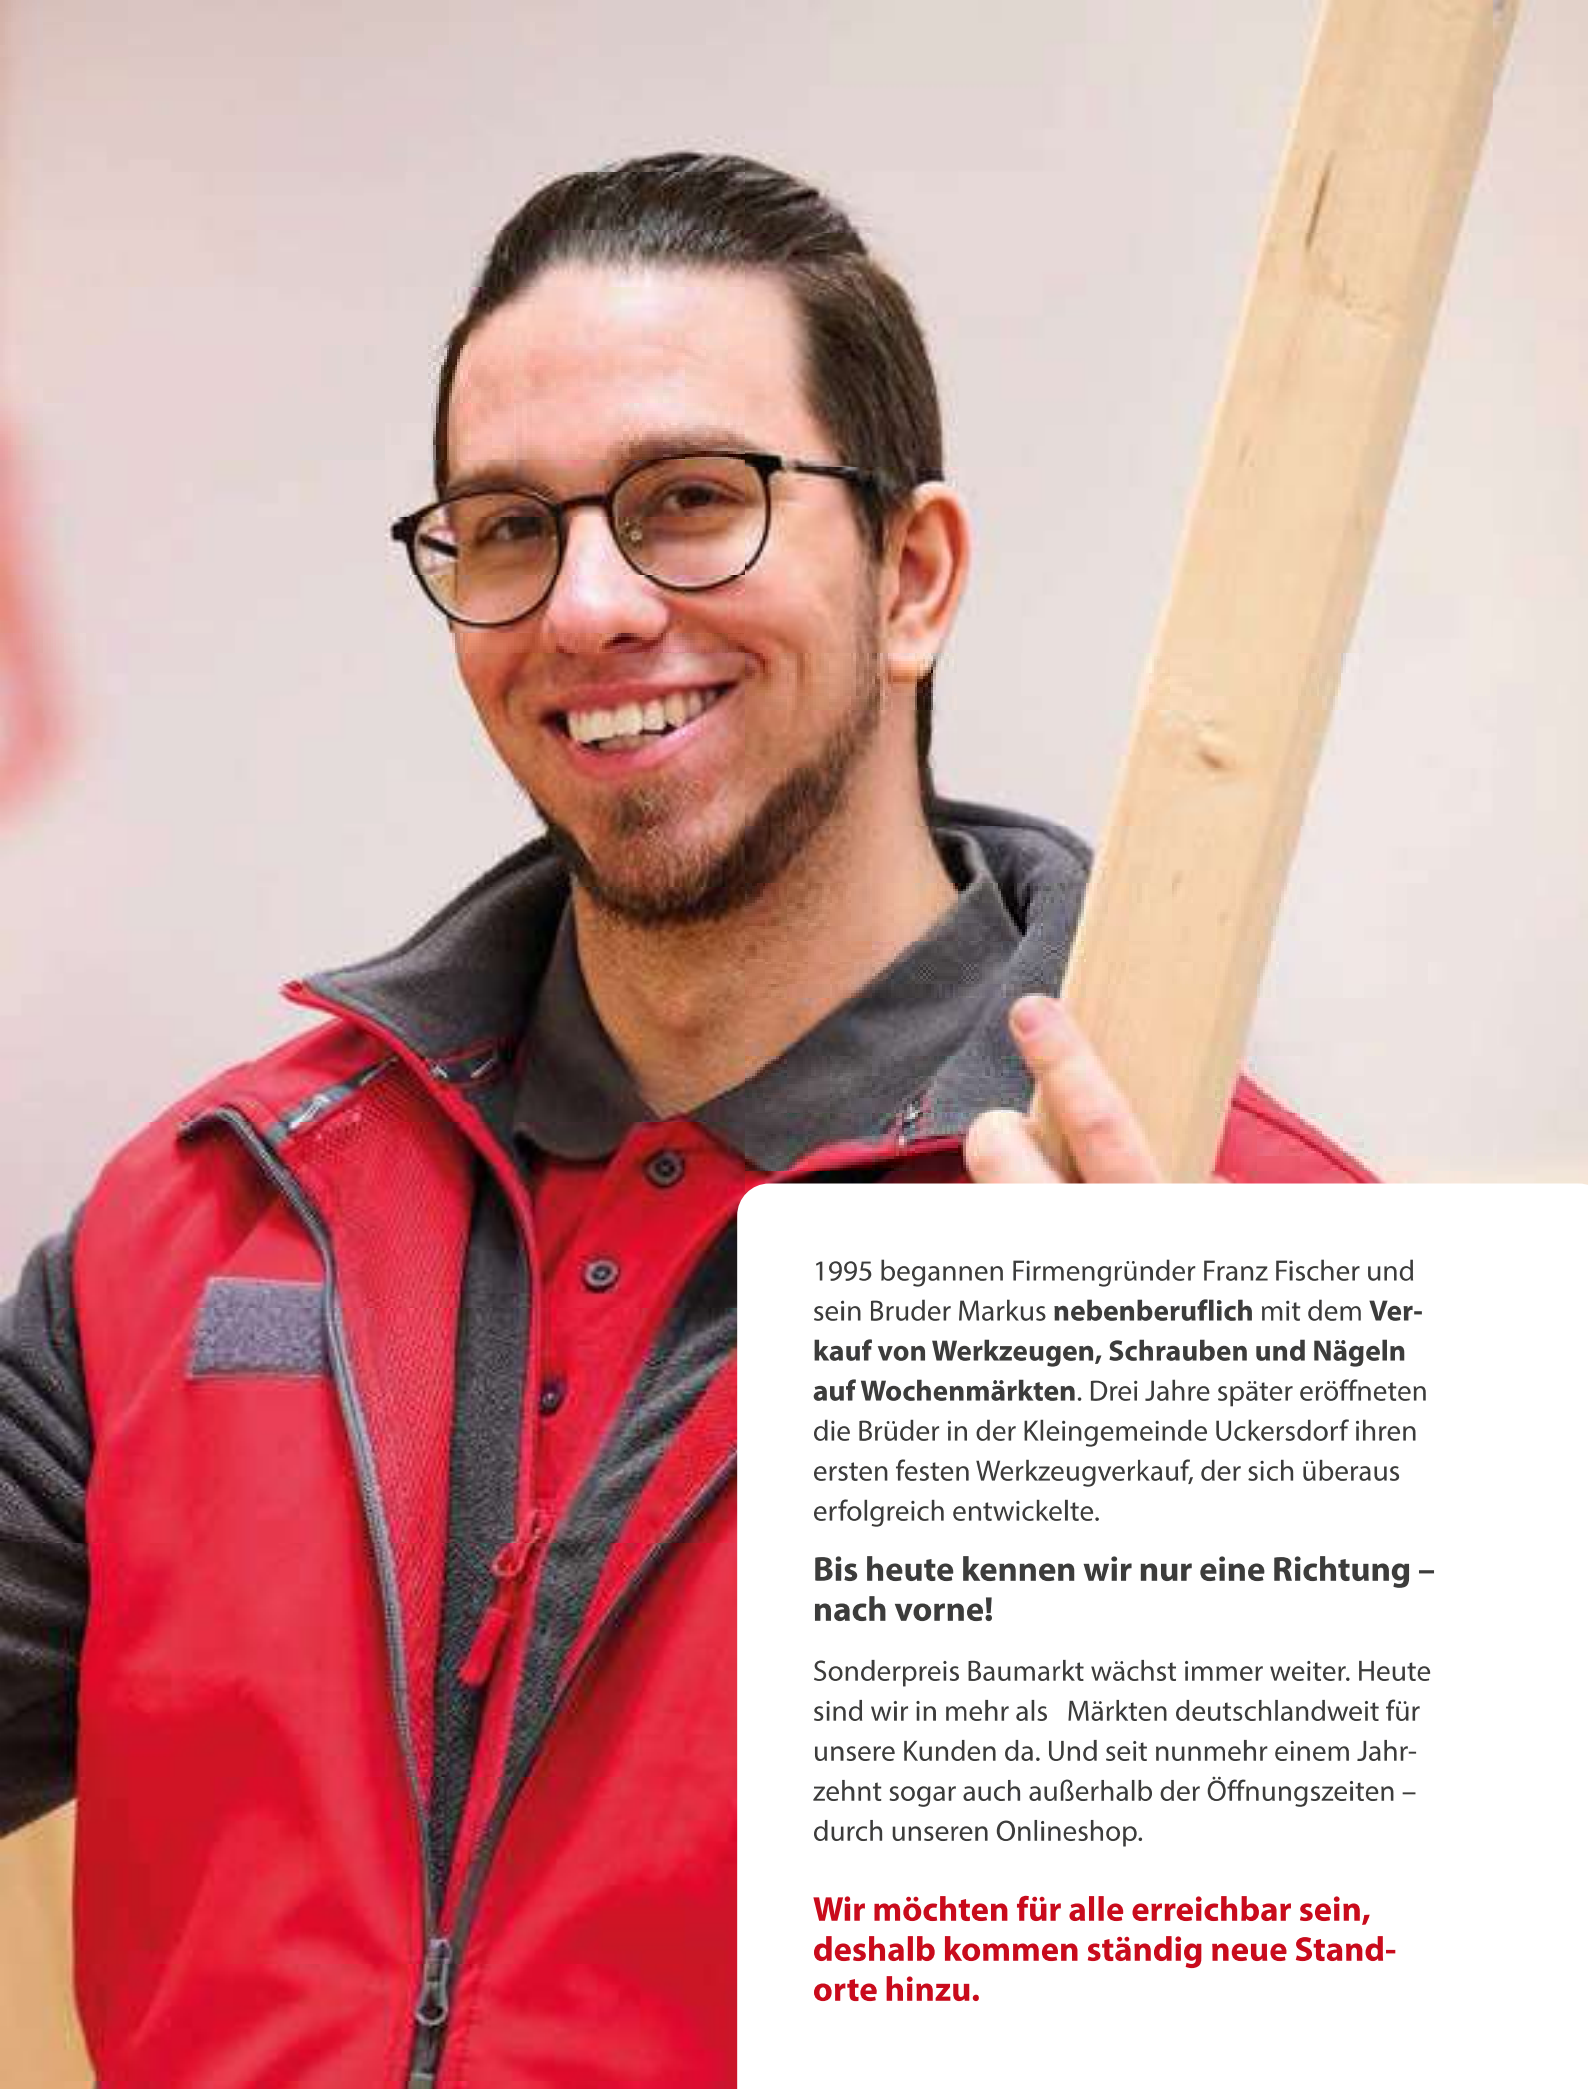 1995 begannen Firmengründer Franz Fischer und
sein Bruder Markus nebenberuflich mit dem Ver-
kauf von Werkzeugen, Schrauben und Nägeln
auf Wochenmärkten. Drei Jahre später eröffneten
die Brüder in der Kleingemeinde Uckersdorf ihren
ersten festen Werkzeugverkauf, der sich überaus
erfolgreich entwickelte.
Bis heute kennen wir nur eine Richtung –
nach vorne!
Sonderpreis Baumarkt wächst immer weiter. Heute
sind wir in mehr als Märkten deutschlandweit für
unsere Kunden da. Und seit nunmehr einem Jahr-
zehnt sogar auch außerhalb der Öffnungszeiten –
durch unseren Onlineshop.
Wir möchten für alle erreichbar sein,
deshalb kommen ständig neue Stand-
orte hinzu.